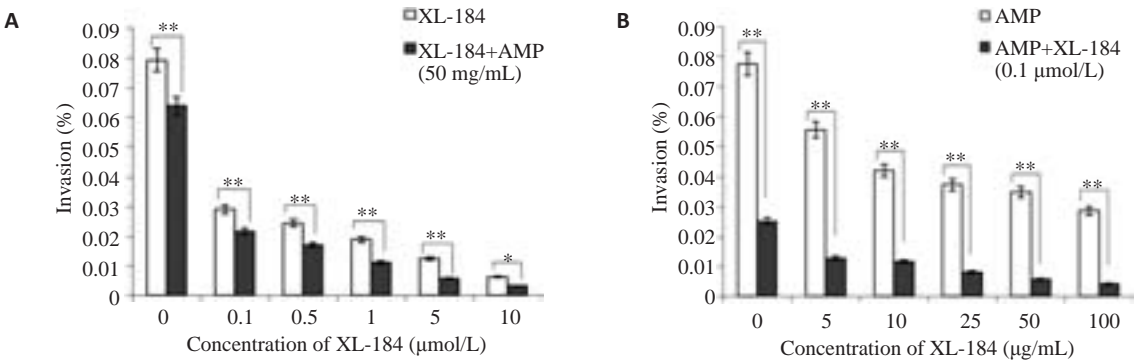 A
XL-184
XL-184+AMP
(50 mg/mL)
Invasion (%)
0.09
0.08
0.07
0.06
0.05
0.04
0.03
0.02
0.01
0
**
**
**
**
**
*
0 0.1 0.5 1 5 10
Concentration of XL-184 (μmol/L)
B
AMP
AMP+XL-184
(0.1 μmol/L)
Invasion (%)
0.09
0.08
0.07
0.06
0.05
0.04
0.03
0.02
0.01
0
**
**
**
**
**
**
0 5 10 25 50 100
Concentration of XL-184 (μg/mL)